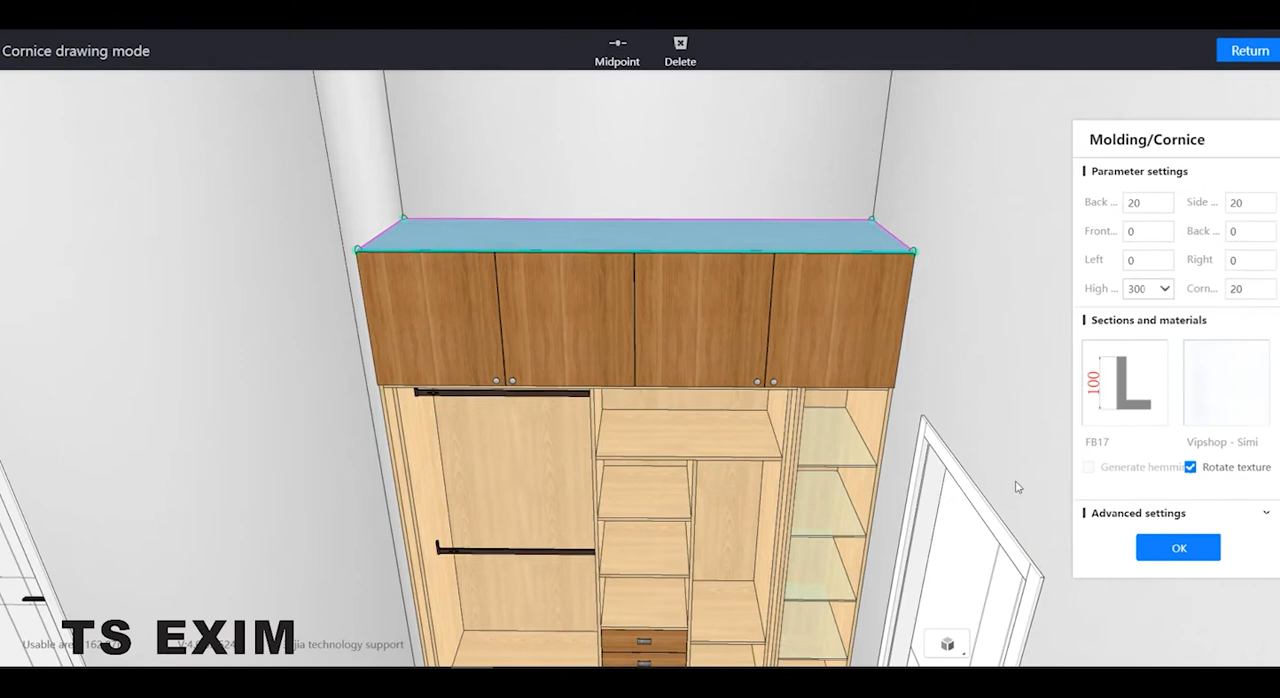 Cornice drawing mode
Midpoint
Delete
Return
Molding/Cornice
Parameter settings
Back ... 20 Side ... 20
Front... 0 Back ... 0
Left 0 Right 0
High ... 300 Corn... 20
Sections and materials
100
FB17 Vipshop - Simi
Generate hemmi Rotate texture
Advanced settings
OK
TS EXIM
Usable are
technology support